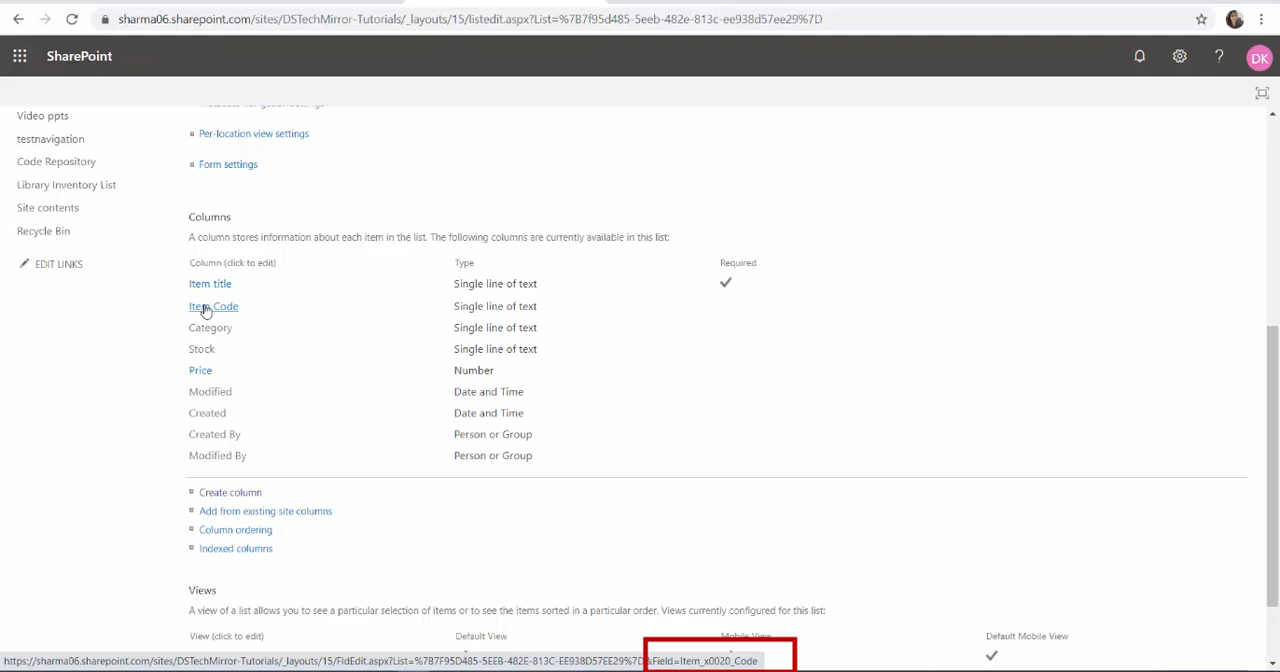 sharma06.sharepoint.com/sites/DSTechMirror-Tutorials/_layouts/15/listedit.aspx?List=%7B7f95d485-5eeb-482e-813c-ee938d57ee29%7D
SharePoint
? DK
Video ppts
testnavigation
Code Repository
Library Inventory List
Site contents
Recycle Bin
EDIT LINKS
Metadata navigation settings
Per-location view settings
Form settings
Columns
A column stores information about each item in the list. The following columns are currently available in this list:
Column (click to edit) Type Required
Item title Single line of text
Item Code Single line of text
Category Single line of text
Stock Single line of text
Price Number
Modified Date and Time
Created Date and Time
Created By Person or Group
Modified By Person or Group
Create column
Add from existing site columns
Column ordering
Indexed columns
Views
A view of a list allows you to see a particular selection of items or to see the items sorted in a particular order. Views currently configured for this list:
View (click to edit) Default View Mobile View Default Mobile View
https://sharma06.sharepoint.com/sites/DSTechMirror-Tutorials/_layouts/15/FldEdit.aspx?List=%7B7F95D485-5EEB-482E-813C-EE938D57EE29%7D&Field=Item_x0020_Code